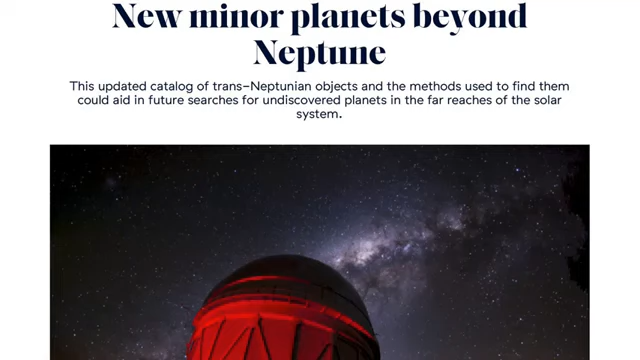 New minor planets beyond
Neptune
This updated catalog of trans-Neptunian objects and the methods used to find them
could aid in future searches for undiscovered planets in the far reaches of the solar
system.